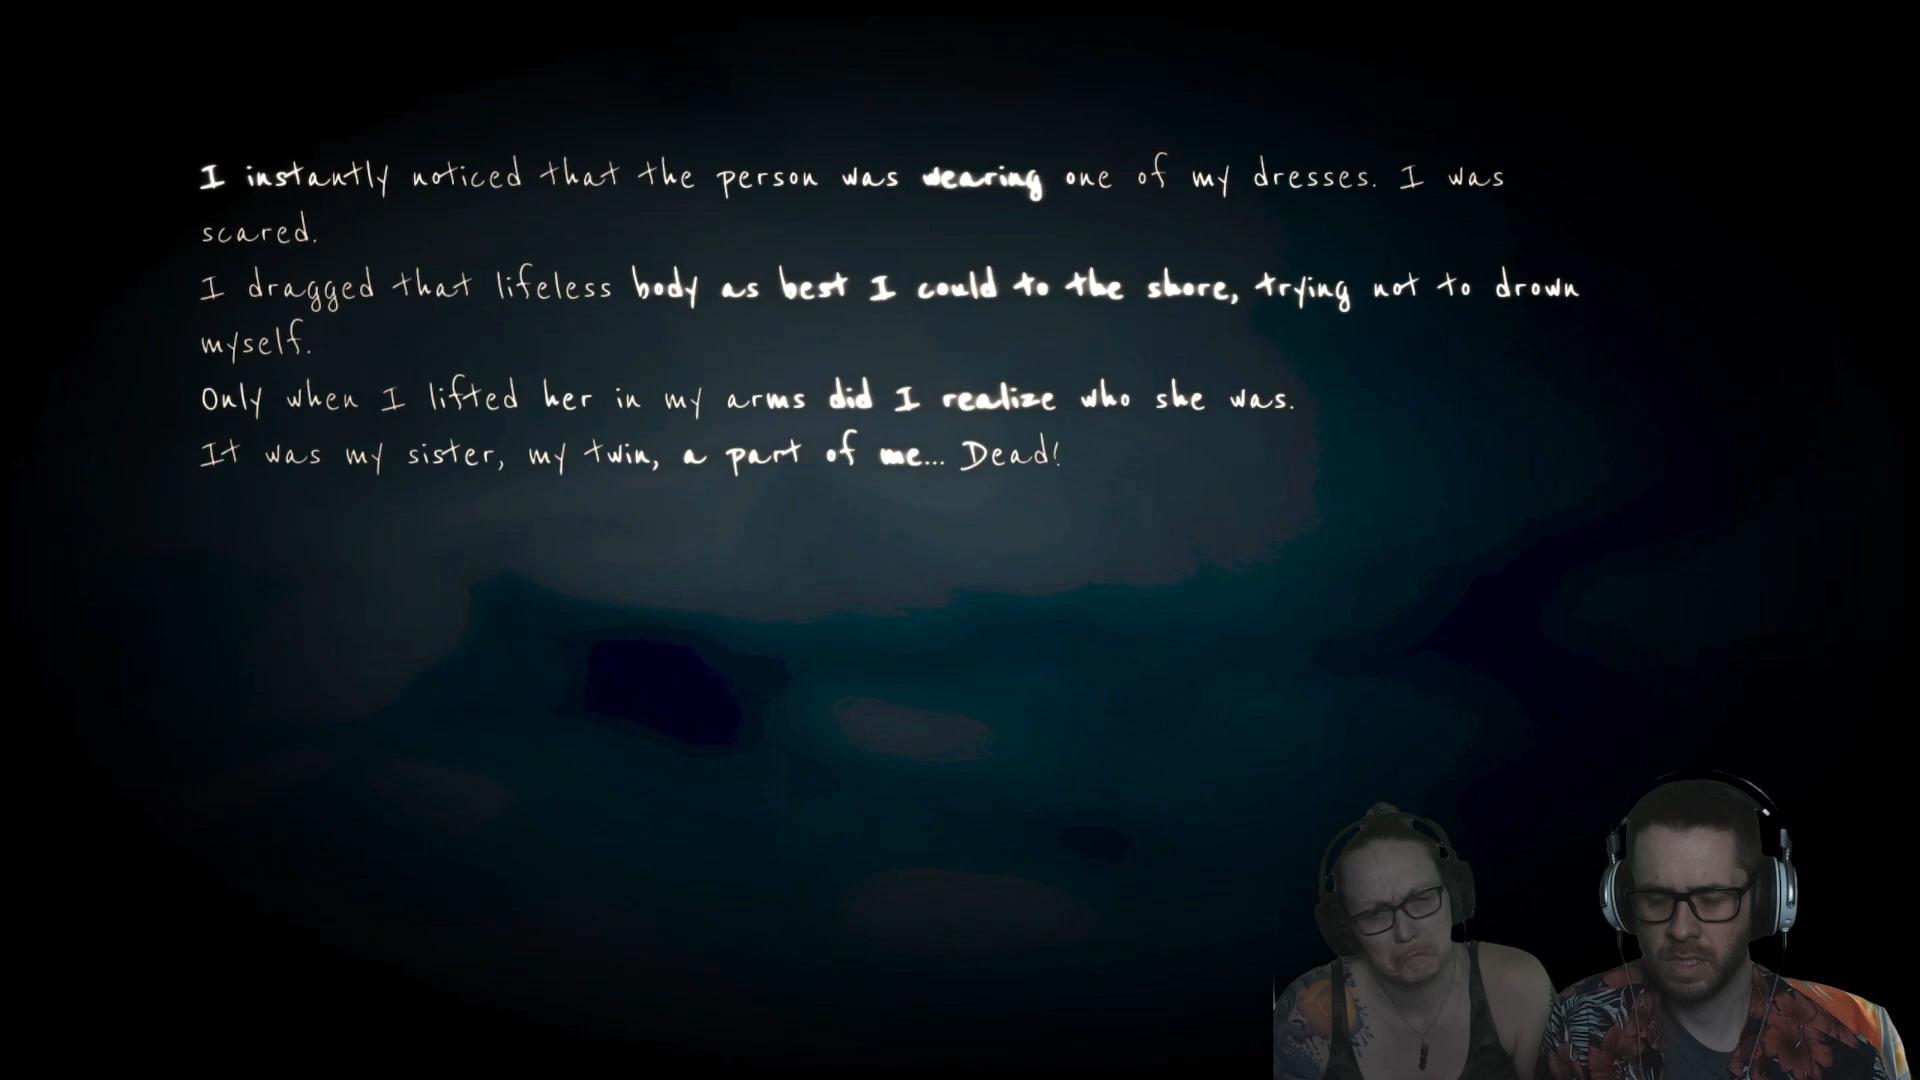 I instantly noticed that the person was wearing one of my dresses. I was
scared.
I dragged that lifeless body as best I could to the shore, trying not to drown
myself.
Only when I lifted her in my arms did I realize who she was.
It was my sister, my twin, a part of me... Dead!